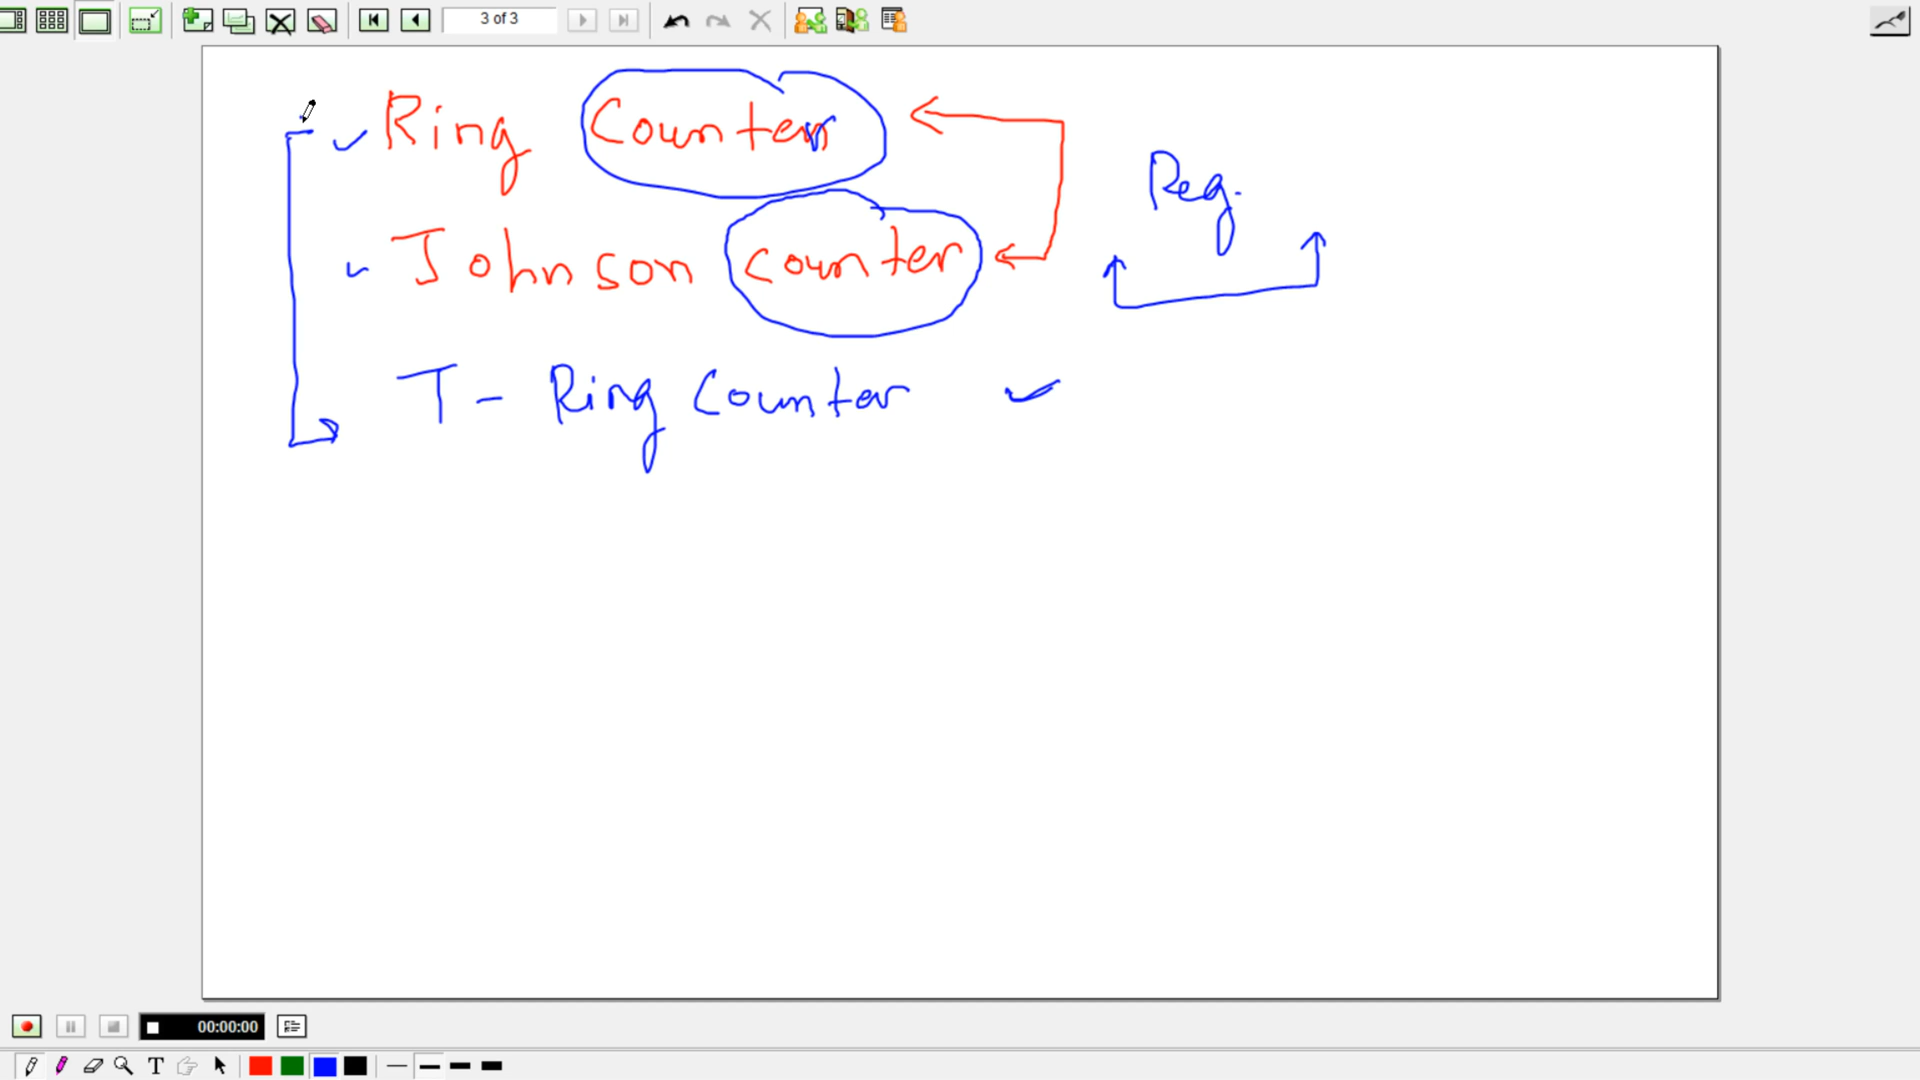 3 of 3
Ring Counter
Reg.
Johnson Counter
T - Ring Counter
00:00:00
T